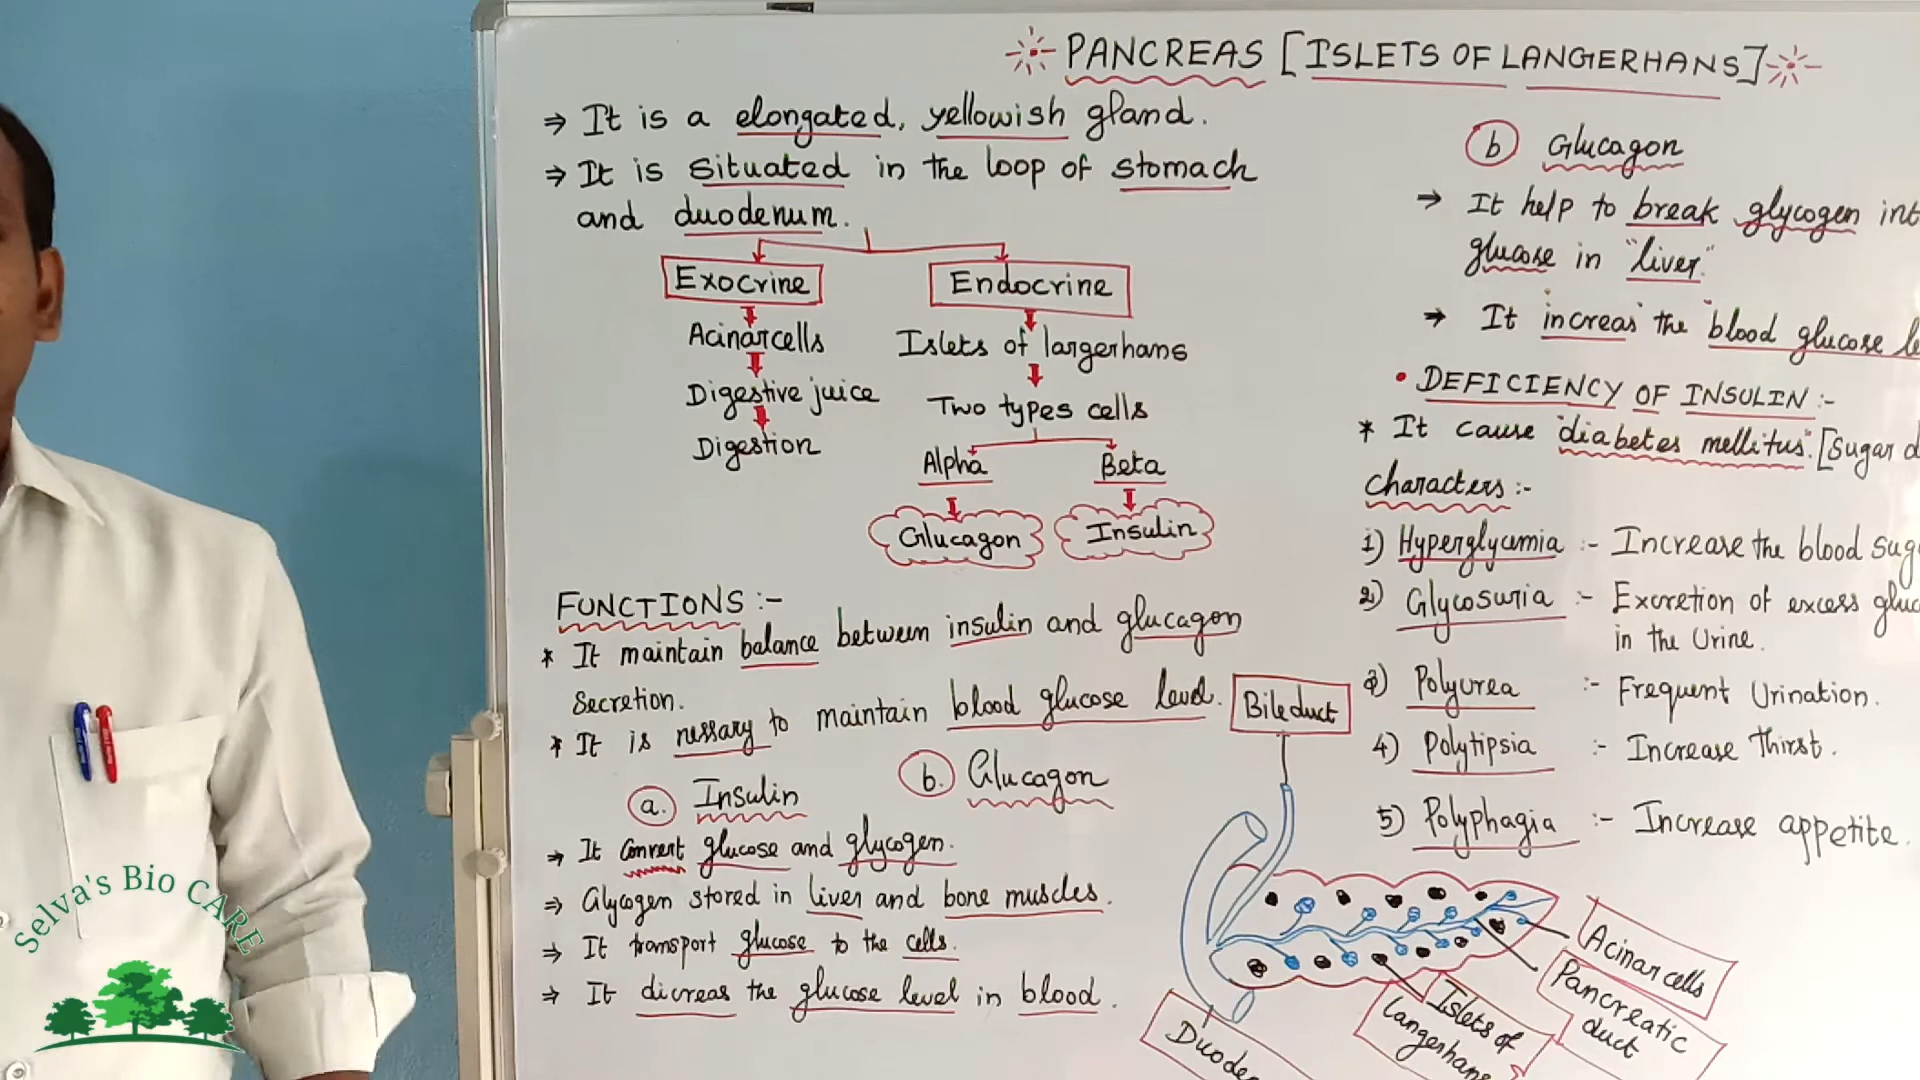 PANCREAS [ISLETS OF LANGERHANS]
⇒ It is a elongated, yellowish gland.
⇒ It is situated in the loop of stomach
and duodenum.
Exocrine
Acinar cells
Digestive juice
Digestion
Endocrine
Islets of largerhans
Two types cells
Alpha
Beta
Glucagon
Insulin
FUNCTIONS :-
* It maintain balance between insulin and glucagon
Secretion.
* It is nessary to maintain blood glucose level.
a. Insulin
b. Glucagon
⇒ It Convert glucose and glycogen.
⇒ Glycogen stored in liver and bone muscles.
⇒ It transport glucose to the cells.
⇒ It dicreas the glucose level in blood.
b Glucagon
→ It help to break glycogen int
glucose in "liver"
→ It increas the "blood glucose le
• DEFICIENCY OF INSULIN :-
* It cause "diabetes mellitus". [Sugar d
characters :-
1) Hyperglycemia :- Increase the blood sug
2) Glycosuria :- Excretion of excess gluc
in the Urine.
3) Polyurea :- Frequent Urination.
4) Polytipsia :- Increase thirst.
5) Polyphagia :- Increase appetite.
Bile duct
Acinar cells
Pancreatic
duct
Islets of
langerhans
Duode
Selva's Bio CARE